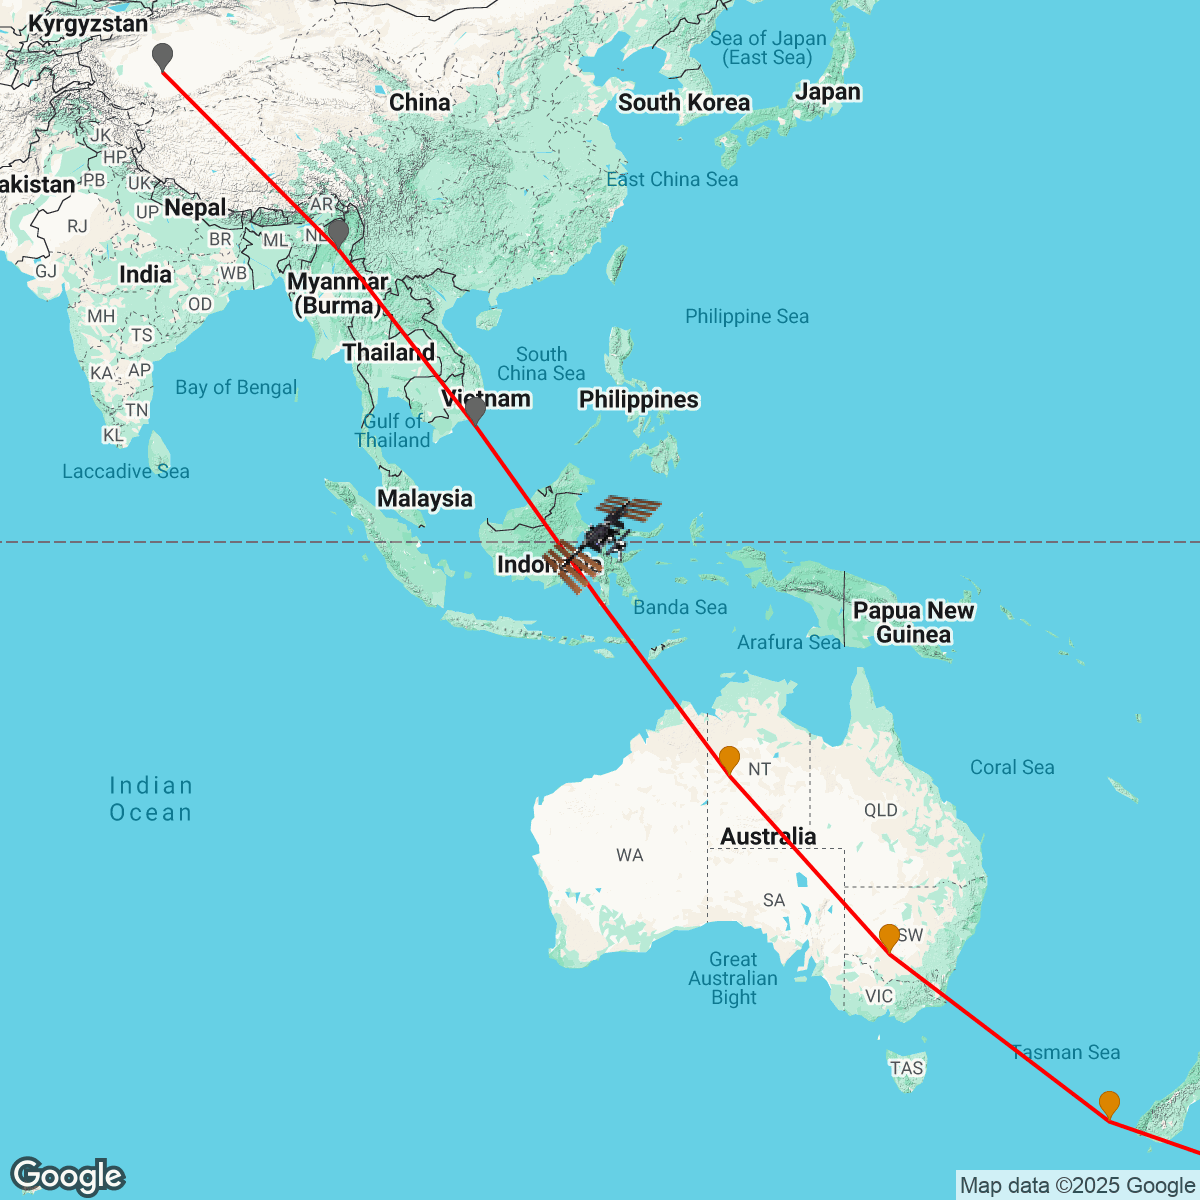 Kyrgyzstan
Sea of Japan
(East Sea)
China
South Korea
Japan
JK
HP
akistan
PB
UK
East China Sea
Nepal
AR
RJ
UP
NL
BR
ML
GJ
India
WB
Myanmar
(Burma)
OD
MH
TS
Philippine Sea
Thailand
South
China Sea
KA
AP
Bay of Bengal
Vietnam
Philippines
TN
Gulf of
Thailand
KL
Laccadive Sea
Malaysia
Banda Sea
Papua New
Guinea
Arafura Sea
Indian
Ocean
NT
Coral Sea
QLD
Australia
WA
SA
SW
Great
Australian
Bight
VIC
Tasman Sea
TAS
Google
Map data ©2025 Google